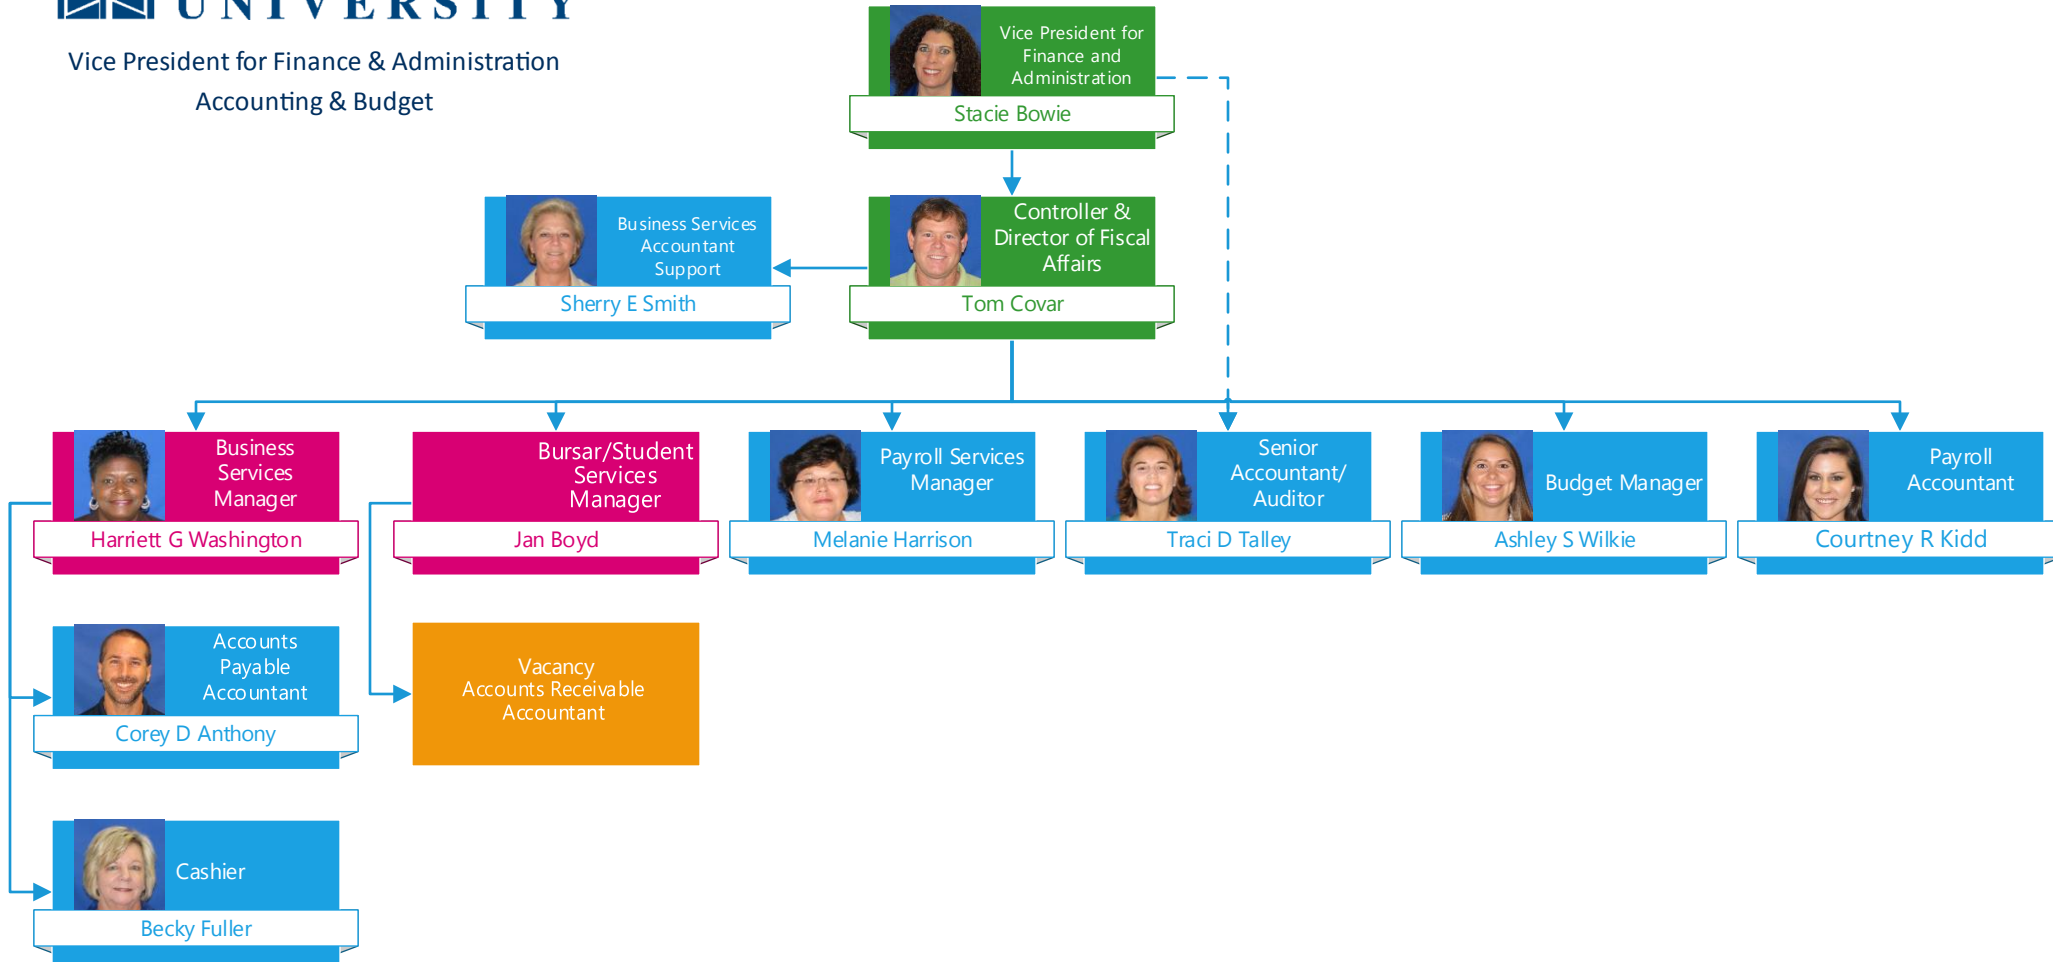 UNIVERSITY
Vice President for Finance & Administration
Accounting & Budget
Vice President for
Finance and
Administration
Stacie Bowie
Business Services
Accountant
Support
Sherry E Smith
Controller &
Director of Fiscal
Affairs
Tom Covar
Business
Services
Manager
Harriett G Washington
Bursar/Student
Services
Manager
Jan Boyd
Payroll Services
Manager
Melanie Harrison
Senior
Accountant/
Auditor
Traci D Talley
Budget Manager
Ashley S Wilkie
Payroll
Accountant
Courtney R Kidd
Accounts
Payable
Accountant
Corey D Anthony
Vacancy
Accounts Receivable
Accountant
Cashier
Becky Fuller